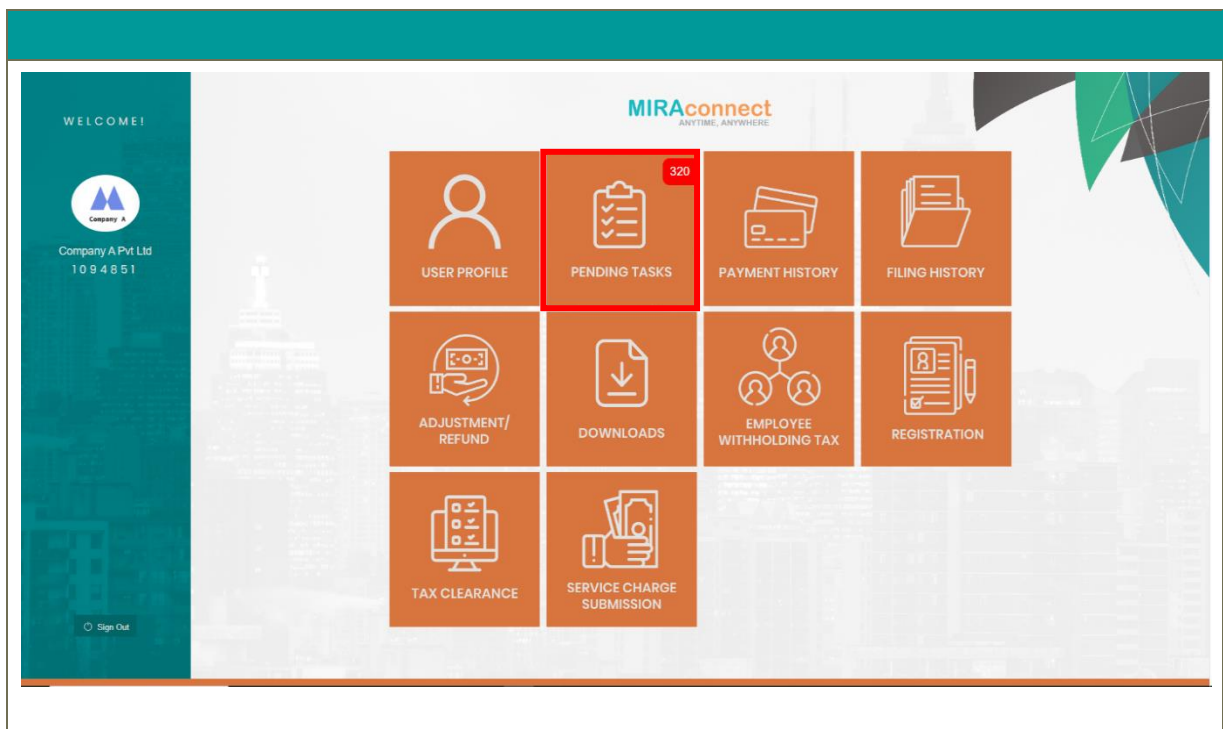 WELCOME!
Company A
Company A Pvt Ltd
1094851
Sign Out
MIRAconnect
ANYTIME, ANYWHERE
USER PROFILE
320
PENDING TASKS
PAYMENT HISTORY
FILING HISTORY
ADJUSTMENT/
REFUND
DOWNLOADS
EMPLOYEE
WITHHOLDING TAX
REGISTRATION
TAX CLEARANCE
SERVICE CHARGE
SUBMISSION